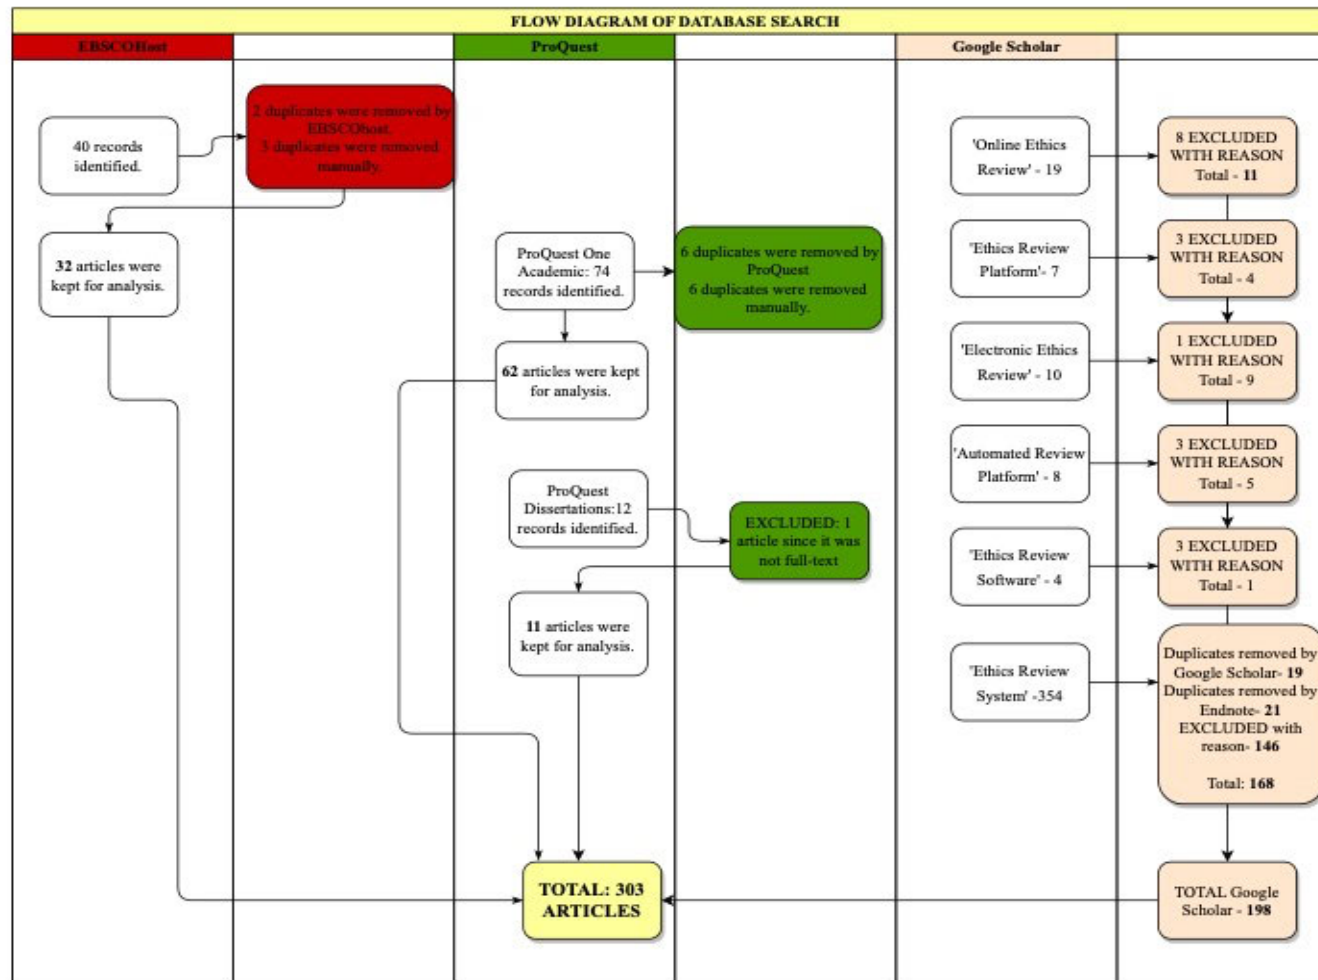 FLOW DIAGRAM OF DATABASE SEARCH
EBSCOHost
ProQuest
Google Scholar
40 records
identified.
2 duplicates were removed by
EBSCOhost.
duplicates were removed
manually.
32 articles were
kept for analysis.
ProQuest One
Academic: 74
records identified.
6 duplicates were removed by
ProQuest
6 duplicates were removed
manually.
62 articles were kept
for analysis.
ProQuest
Dissertations:12
records identified.
EXCLUDED: 1
article since it was
not full-text
11 articles were
kept for analysis.
TOTAL: 303
ARTICLES
'Online Ethics
Review' - 19
8 EXCLUDED
WITH REASON
Total - 11
'Ethics Review
Platform'- 7
3 EXCLUDED
WITH REASON
Total - 4
'Electronic Ethics
Review' - 10
1 EXCLUDED
WITH REASON
Total - 9
'Automated Review
Platform' - 8
3 EXCLUDED
WITH REASON
Total - 5
'Ethics Review
Software' - 4
3 EXCLUDED
WITH REASON
Total - 1
'Ethics Review
System' -354
Duplicates removed by
Google Scholar- 19
Duplicates removed by
Endnote- 21
EXCLUDED with
reason- 146
Total: 168
TOTAL Google
Scholar - 198